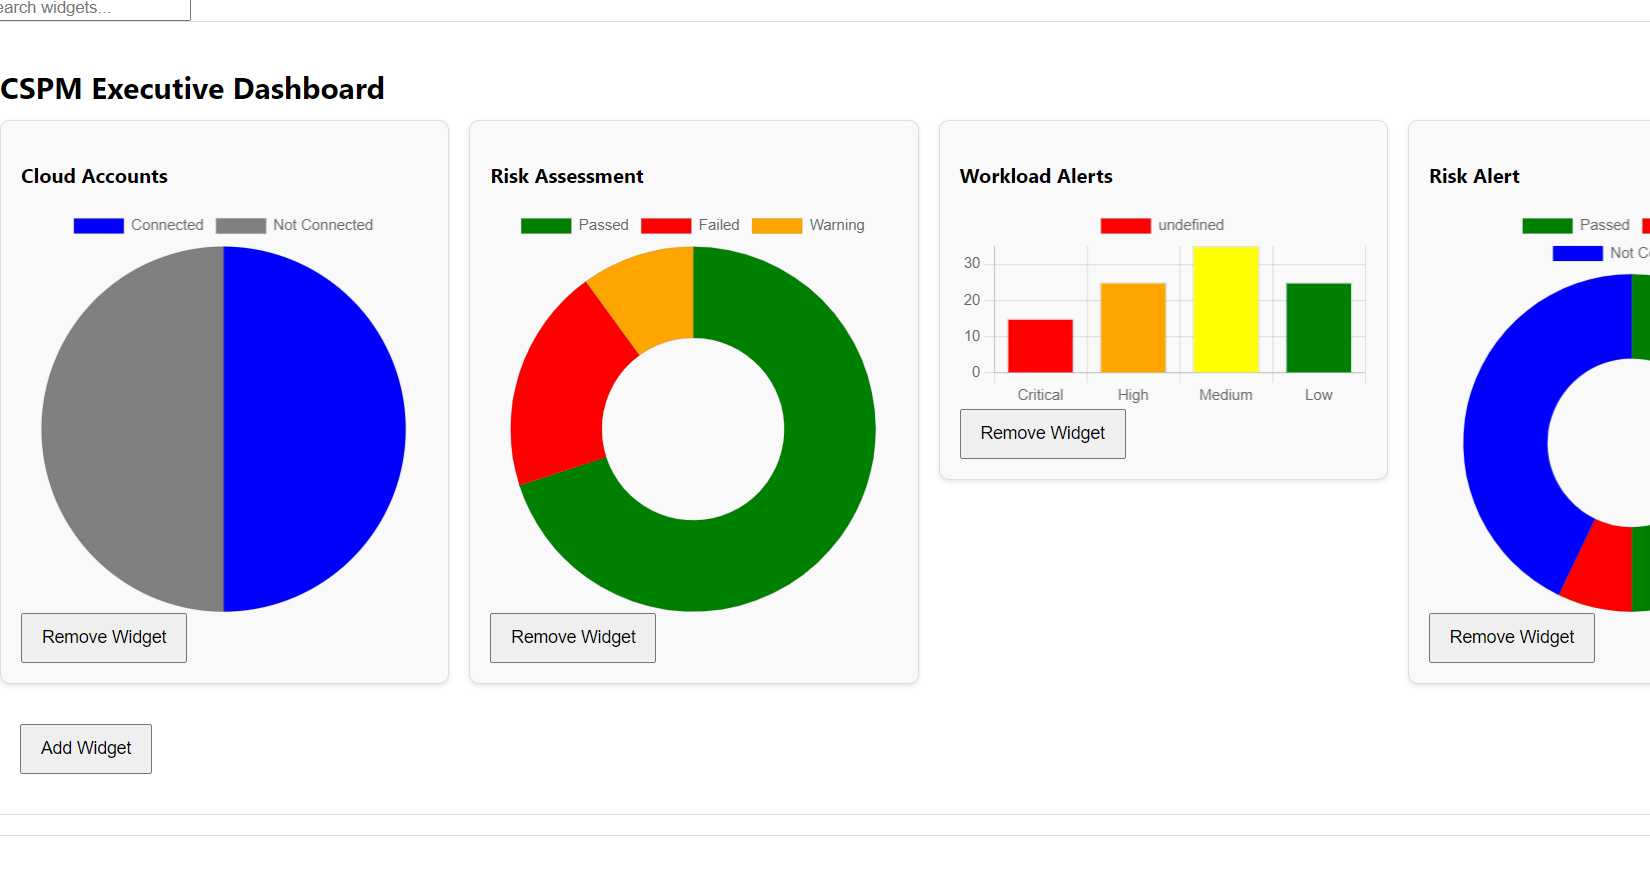 earch widgets...
CSPM Executive Dashboard
Cloud Accounts
Connected Not Connected
Remove Widget
Risk Assessment
Passed Failed Warning
Remove Widget
Workload Alerts
undefined
30
20
10
0
Critical High Medium Low
Remove Widget
Risk Alert
Passed
Not C
Remove Widget
Add Widget